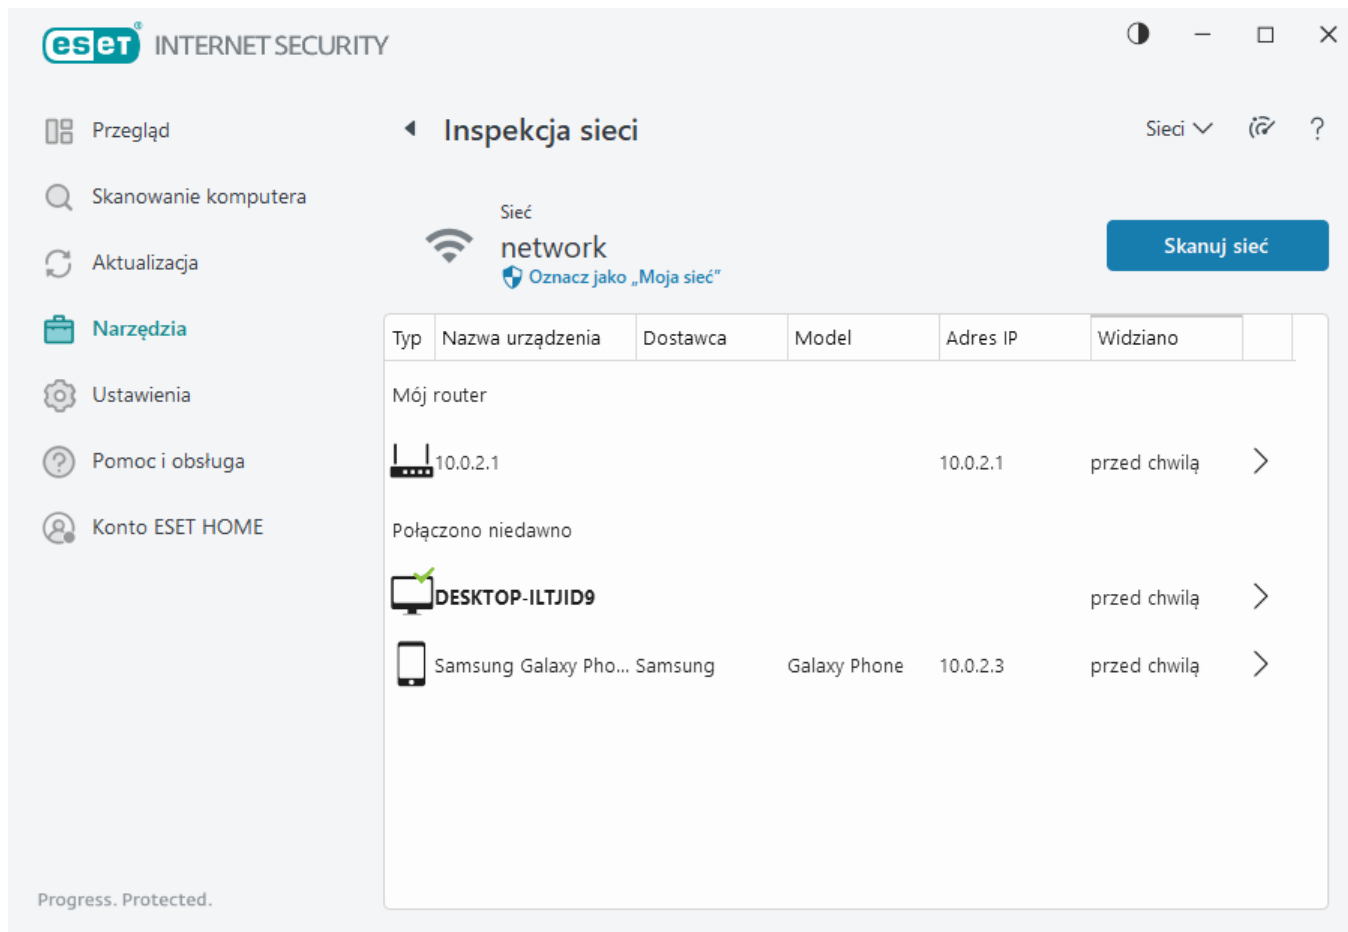 eset® INTERNET SECURITY
Przegląd
Skanowanie komputera
Aktualizacja
Narzędzia
Ustawienia
Pomoc i obsługa
Konto ESET HOME
Progress. Protected.
Inspekcja sieci
Sieci
?
Sieć
network
Oznacz jako „Moja sieć”
Skanuj sieć
Typ Nazwa urządzenia Dostawca Model Adres IP Widziano
Mój router
10.0.2.1 10.0.2.1 przed chwilą
Połączono niedawno
DESKTOP-ILTJID9 przed chwilą
Samsung Galaxy Pho... Samsung Galaxy Phone 10.0.2.3 przed chwilą